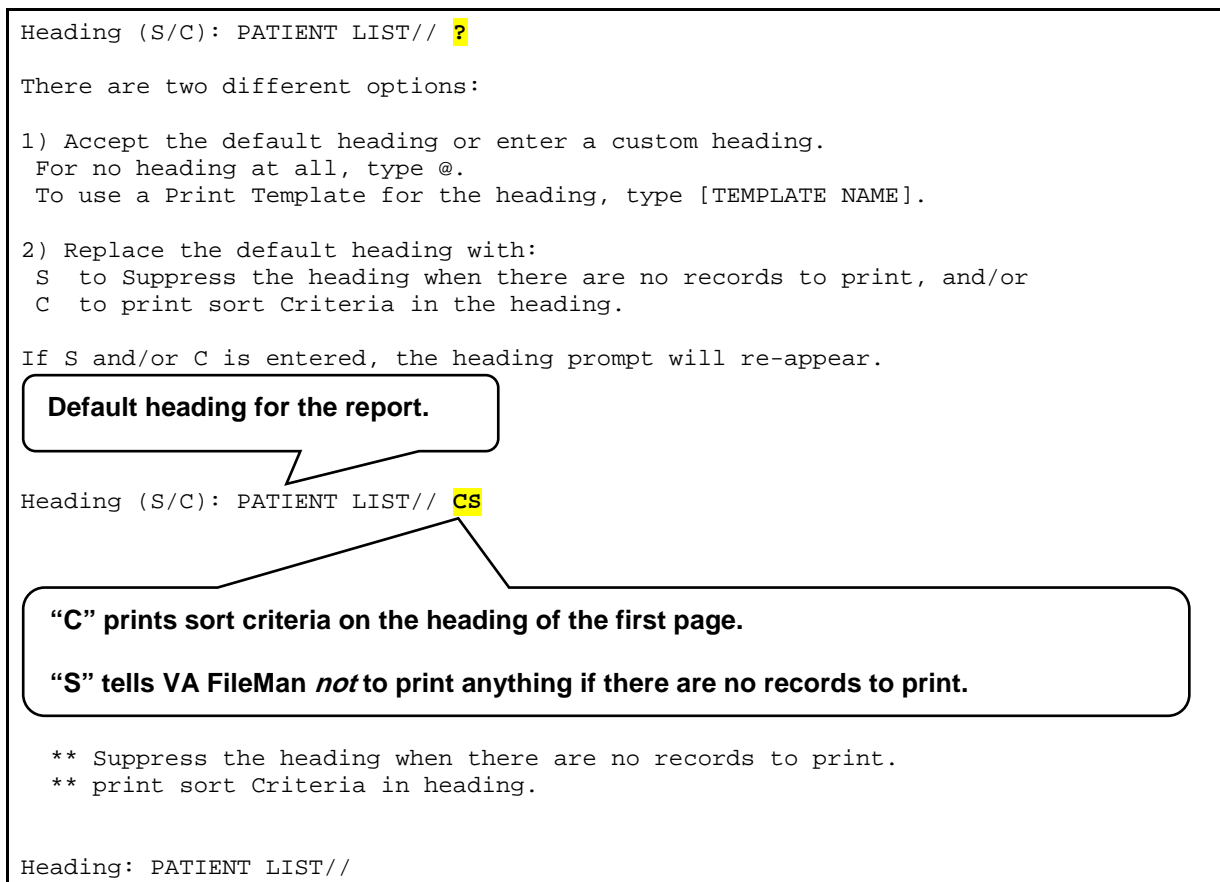 Heading (S/C): PATIENT LIST// ?
There are two different options:
1) Accept the default heading or enter a custom heading.
For no heading at all, type @.
To use a Print Template for the heading, type [TEMPLATE NAME].
2) Replace the default heading with:
S to Suppress the heading when there are no records to print, and/or
C to print sort Criteria in the heading.
If S and/or C is entered, the heading prompt will re-appear.
Default heading for the report.
Heading (S/C): PATIENT LIST// CS
“C” prints sort criteria on the heading of the first page.
“S” tells VA FileMan not to print anything if there are no records to print.
** Suppress the heading when there are no records to print.
** print sort Criteria in heading.
Heading: PATIENT LIST//